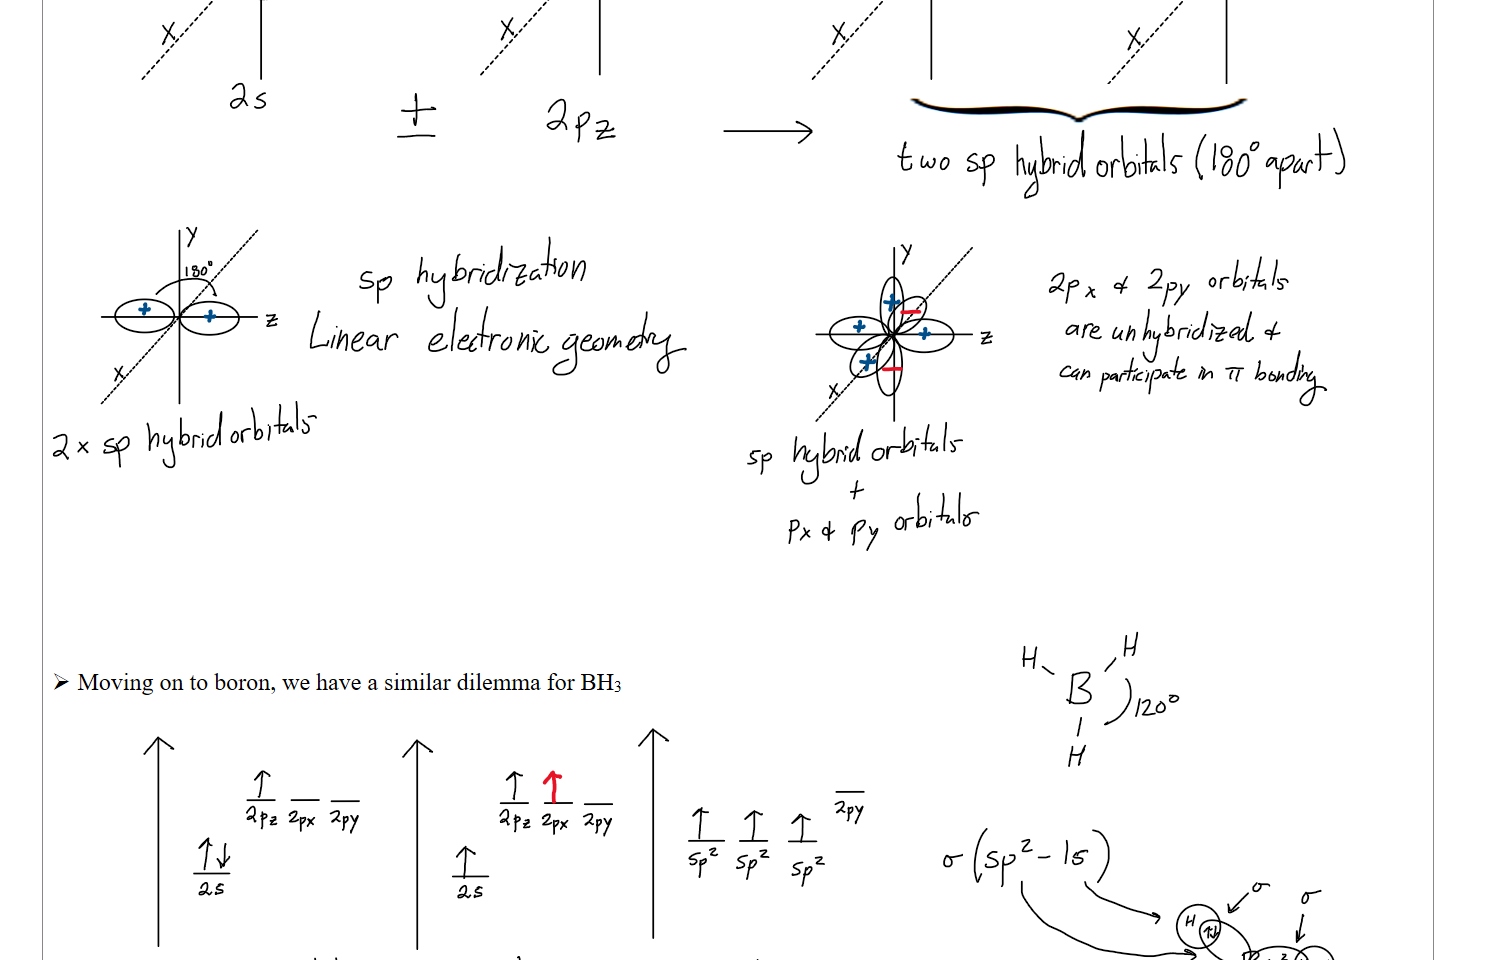 X X X X
2s ± 2pz →
two sp hybrid orbitals (180° apart)
y
180°
z
x
2 x sp hybrid orbitals
sp hybridization
Linear electronic geometry
y
+ − + + + −
z
x
sp hybrid orbitals
+
Px & Py orbitals
2px & 2py orbitals
are unhybridized &
can participate in π bonding
➢ Moving on to boron, we have a similar dilemma for BH3
H H
B
120°
H
↑
2pz 2px 2py
↑↓
2s
↑ ↑
2pz 2px 2py
↑
2s
↑ ↑ ↑
sp² sp² sp²
2py
σ (sp² – 1s)
σ σ
H ↑↓